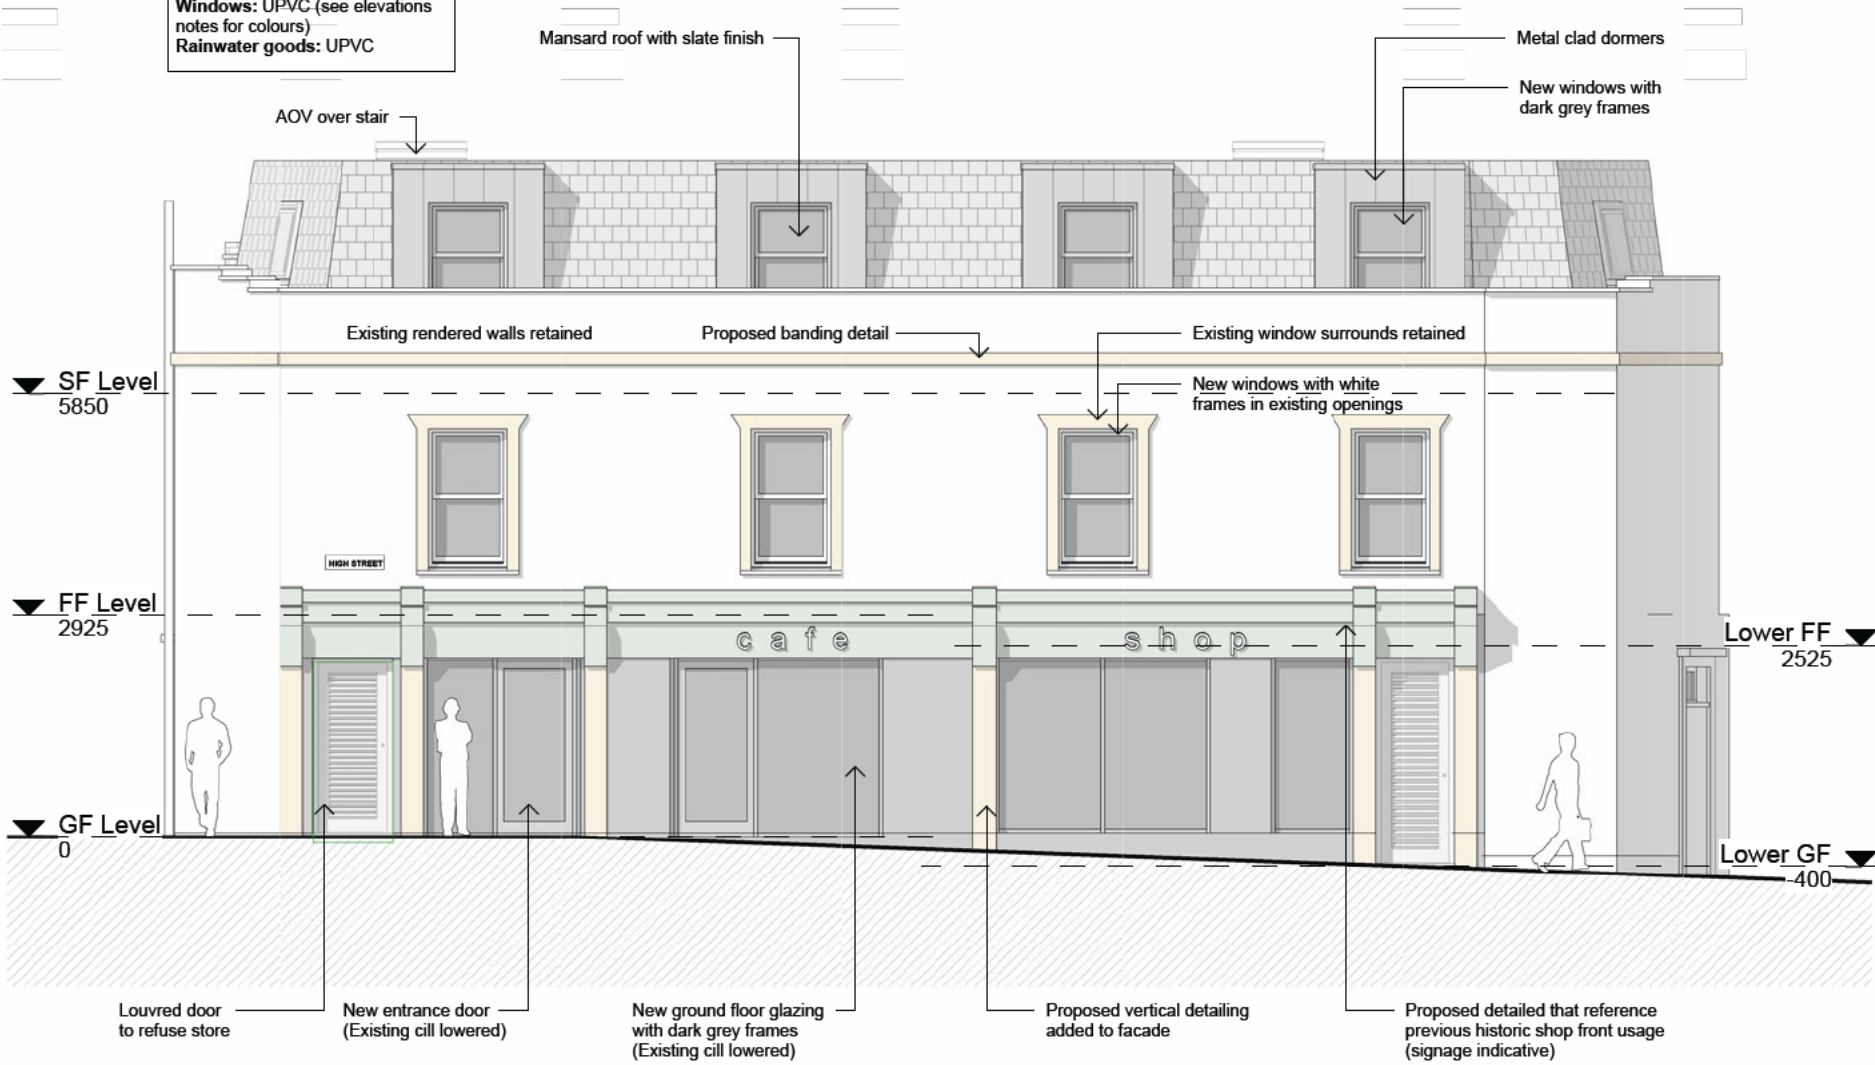 Windows: UPVC (see elevations
notes for colours)
Rainwater goods: UPVC
Mansard roof with slate finish
Metal clad dormers
New windows with
dark grey frames
AOV over stair
Existing rendered walls retained
Proposed banding detail
Existing window surrounds retained
SF Level
5850
New windows with white
frames in existing openings
HIGH STREET
FF Level
2925
cafe
shop
Lower FF
2525
GF Level
0
Lower GF
-400
Louvred door
to refuse store
New entrance door
(Existing cill lowered)
New ground floor glazing
with dark grey frames
(Existing cill lowered)
Proposed vertical detailing
added to facade
Proposed detailed that reference
previous historic shop front usage
(signage indicative)